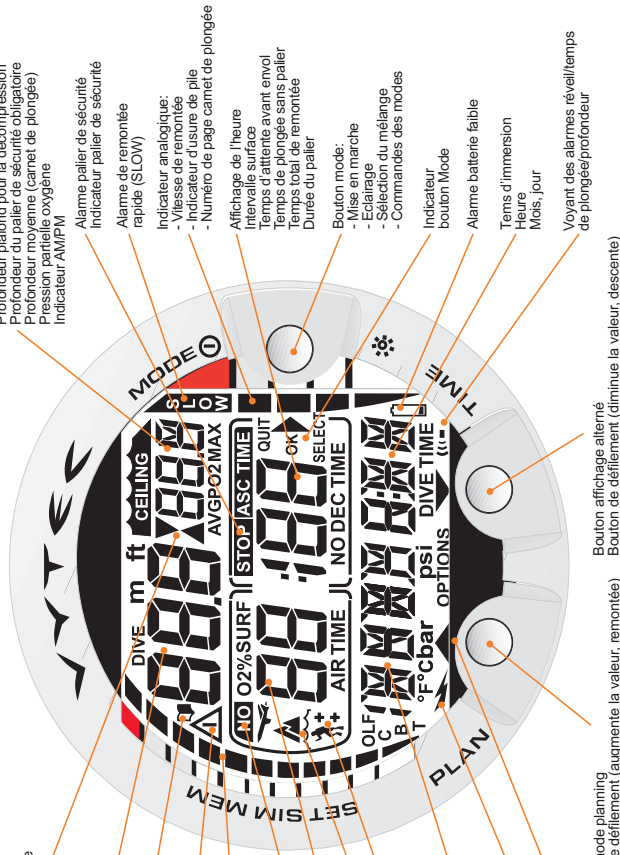 Profondeur plafond pour la décompression
Profondeur du palier de sécurité obligatoire
Profondeur moyenne (carnet de plongée)
Pression partielle oxygène
Indicateur AM/PM
Alarme palier de sécurité
Indicateur palier de sécurité
Alarme de remontée
rapide (SLOW)
Indicateur analogique:
- Vitesse de remontée
- Indicateur d'usure de pile
- Numéro de page carnet de plongée
Affichage de l'heure
Intervalle surface
Temps d'atttente avant envol
Temps de plongée sans palier
Temps total de remontée
Durée du palier
Bouton mode:
- Mise en marche
- Eclairage
- Sélection du mélange
- Commandes des modes
Indicateur
bouton Mode
Alarme batterie faible
Tems d'immersion
Heure
Mois, jour
Voyant des alarmes réveil/temps
de plongée/profondeur
VYTEC
MODE
TIME
PLAN
SET SIM MEM
DIVE m ft
CEILING
AVGPO2MAX
SLOW
NO O2%SURF
STOP ASC TIME
QUIT
OK
SELECT
AIR TIME
NO DEC TIME
OLF
C
B
T
°F°Cbar psi
OPTIONS
DIVE TIME
Bouton affichage alterné
Bouton de défilement (diminue la valeur, descente)
mode planning
défilement (augmente la valeur, remontée)